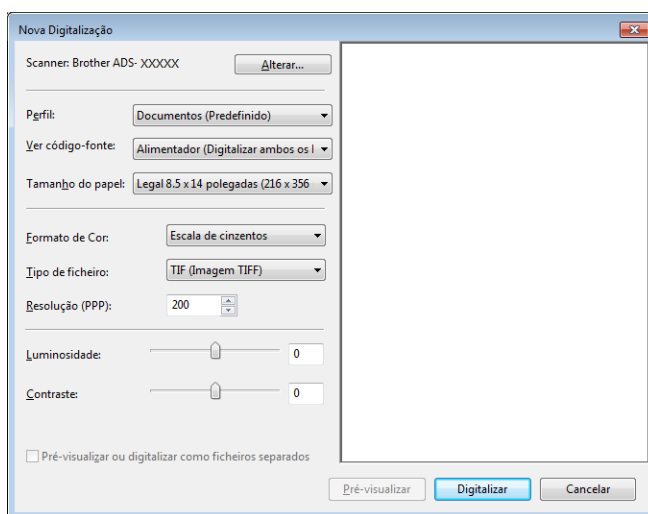 Nova Digitalização
Scanner: Brother ADS- XXXXX
Alterar...
Perfil: Documentos (Predefinido)
Ver código-fonte: Alimentador (Digitalizar ambos os l
Tamanho do papel: Legal 8.5 x 14 polegadas (216 x 356
Formato de Cor: Escala de cinzentos
Tipo de ficheiro: TIF (Imagem TIFF)
Resolução (PPP): 200
Luminosidade: 0
Contraste: 0
Pré-visualizar ou digitalizar como ficheiros separados
Pré-visualizar Digitalizar Cancelar